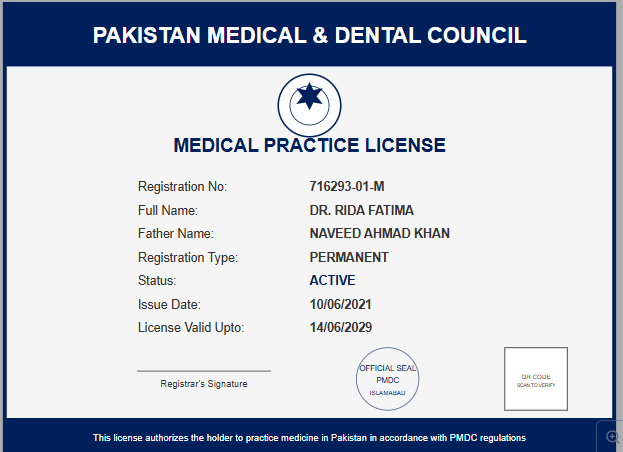 PAKISTAN MEDICAL & DENTAL COUNCIL
MEDICAL PRACTICE LICENSE
Registration No: 716293-01-M
Full Name: DR. RIDA FATIMA
Father Name: NAVEED AHMAD KHAN
Registration Type: PERMANENT
Status: ACTIVE
Issue Date: 10/06/2021
License Valid Upto: 14/06/2029
Registrar's Signature
OFFICIAL SEAL
PMDC
ISLAMABAD
QR CODE
SCAN TO VERIFY
This license authorizes the holder to practice medicine in Pakistan in accordance with PMDC regulations